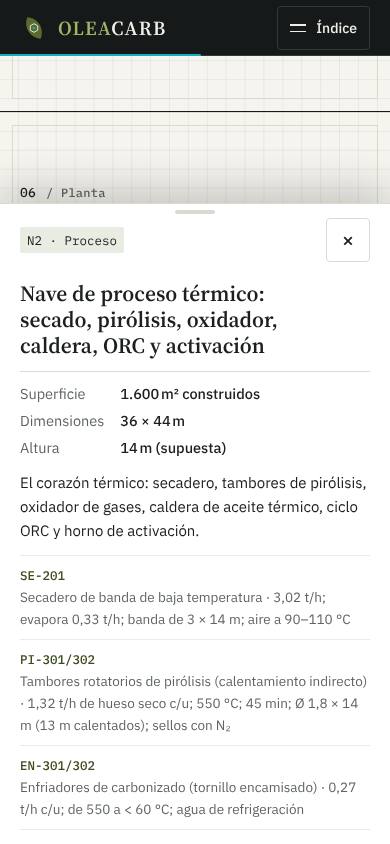 OLEACARB
Índice
06 / Planta
N2 · Proceso
×
Nave de proceso térmico:
secado, pirólisis, oxidador,
caldera, ORC y activación
Superficie 1.600 m² construidos
Dimensiones 36 × 44 m
Altura 14 m (supuesta)
El corazón térmico: secadero, tambores de pirólisis,
oxidador de gases, caldera de aceite térmico, ciclo
ORC y horno de activación.
SE-201
Secadero de banda de baja temperatura · 3,02 t/h;
evapora 0,33 t/h; banda de 3 × 14 m; aire a 90–110 °C
PI-301/302
Tambores rotatorios de pirólisis (calentamiento indirecto)
· 1,32 t/h de hueso seco c/u; 550 °C; 45 min; Ø 1,8 × 14
m (13 m calentados); sellos con N₂
EN-301/302
Enfriadores de carbonizado (tornillo encamisado) · 0,27
t/h c/u; de 550 a < 60 °C; agua de refrigeración